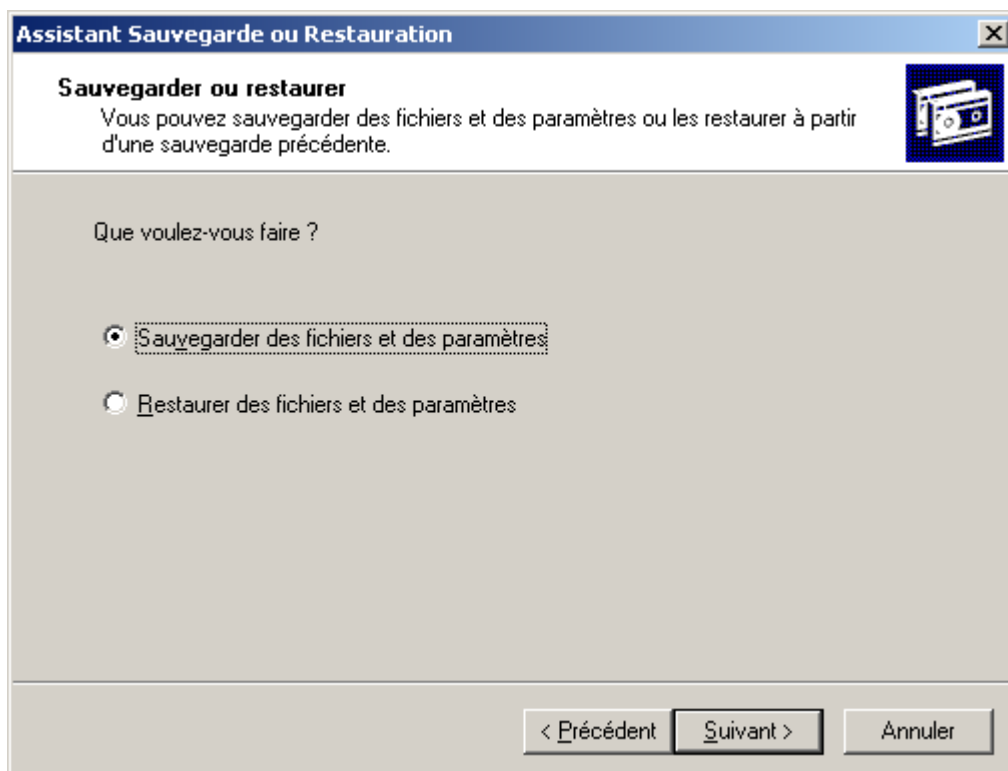 Assistant Sauvegarde ou Restauration
Sauvegarder ou restaurer
Vous pouvez sauvegarder des fichiers et des paramètres ou les restaurer à partir
d'une sauvegarde précédente.
Que voulez-vous faire ?
Sauvegarder des fichiers et des paramètres
Restaurer des fichiers et des paramètres
< Précédent
Suivant >
Annuler